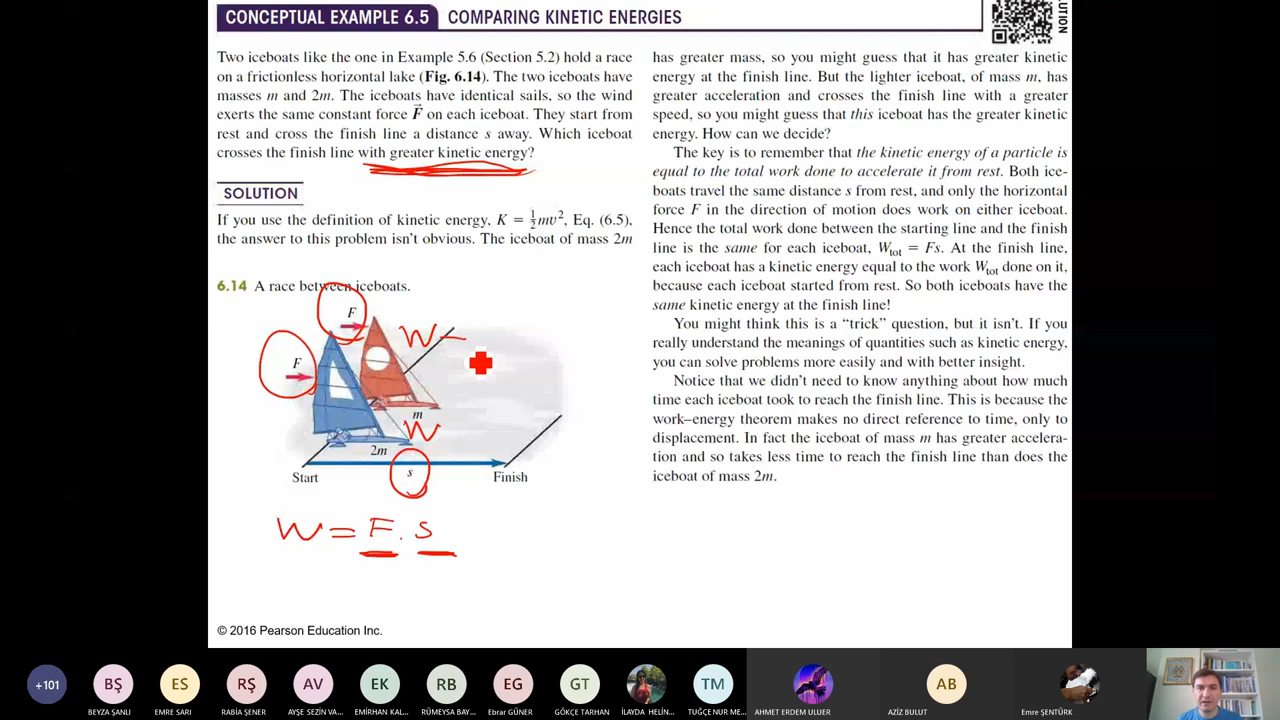 CONCEPTUAL EXAMPLE 6.5 COMPARING KINETIC ENERGIES
LUTION
Two iceboats like the one in Example 5.6 (Section 5.2) hold a race
on a frictionless horizontal lake (Fig. 6.14). The two iceboats have
masses m and 2m. The iceboats have identical sails, so the wind
exerts the same constant force F⃗ on each iceboat. They start from
rest and cross the finish line a distance s away. Which iceboat
crosses the finish line with greater kinetic energy?
SOLUTION
If you use the definition of kinetic energy, K = ½mv², Eq. (6.5),
the answer to this problem isn't obvious. The iceboat of mass 2m
has greater mass, so you might guess that it has greater kinetic
energy at the finish line. But the lighter iceboat, of mass m, has
greater acceleration and crosses the finish line with a greater
speed, so you might guess that this iceboat has the greater kinetic
energy. How can we decide?
The key is to remember that the kinetic energy of a particle is
equal to the total work done to accelerate it from rest. Both ice-
boats travel the same distance s from rest, and only the horizontal
force F in the direction of motion does work on either iceboat.
Hence the total work done between the starting line and the finish
line is the same for each iceboat, Wtot = Fs. At the finish line,
each iceboat has a kinetic energy equal to the work Wtot done on it,
because each iceboat started from rest. So both iceboats have the
same kinetic energy at the finish line!
You might think this is a “trick” question, but it isn't. If you
really understand the meanings of quantities such as kinetic energy,
you can solve problems more easily and with better insight.
Notice that we didn't need to know anything about how much
time each iceboat took to reach the finish line. This is because the
work–energy theorem makes no direct reference to time, only to
displacement. In fact the iceboat of mass m has greater accelera-
tion and so takes less time to reach the finish line than does the
iceboat of mass 2m.
6.14 A race between iceboats.
F
W
F
m
W
2m
s
Start
Finish
W = F . s
© 2016 Pearson Education Inc.
+101 BŞ ES RŞ AV EK RB EG GT TM AB
BEYZA ŞANLI EMRE SARI RABİA ŞENER AYŞE SEZİN VA... EMİRHAN KAL... RÜMEYSA BAY... Ebrar GÜNER GÖKÇE TARHAN İLAYDA HELİN... TUĞÇE NUR ME... AHMET ERDEM ULUER AZİZ BULUT Emre ŞENTÜRK